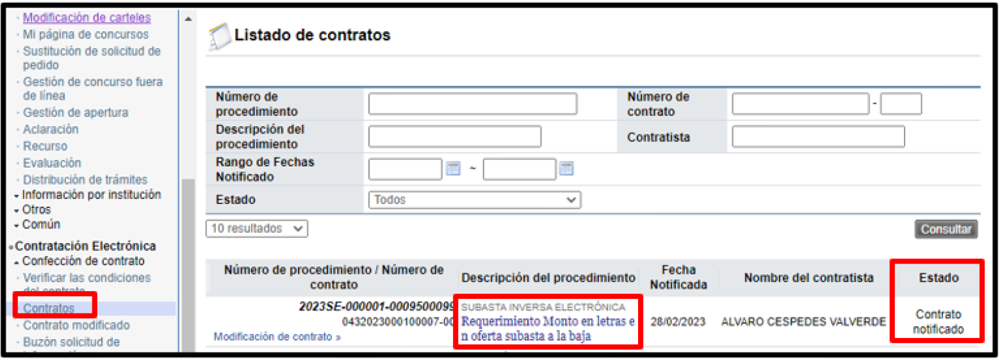 Modificación de carteles
Mi página de concursos
Sustitución de solicitud de
pedido
Gestión de concurso fuera
de línea
Gestión de apertura
Aclaración
Recurso
Evaluación
Distribución de trámites
Información por institución
Otros
Común
Contratación Electrónica
Confección de contrato
Verificar las condiciones
del contrato
Contratos
Contrato modificado
Buzón solicitud de
Listado de contratos
Número de
procedimiento
Número de
contrato
-
Descripción del
procedimiento
Contratista
Rango de Fechas
Notificado
~
Estado
Todos
10 resultados
Consultar
Número de procedimiento / Número de
contrato
Descripción del procedimiento
Fecha
Notificada
Nombre del contratista
Estado
2023SE-000001-0009500099
0432023000100007-00
Modificación de contrato »
SUBASTA INVERSA ELECTRÓNICA
Requerimiento Monto en letras e
n oferta subasta a la baja
28/02/2023
ALVARO CESPEDES VALVERDE
Contrato
notificado